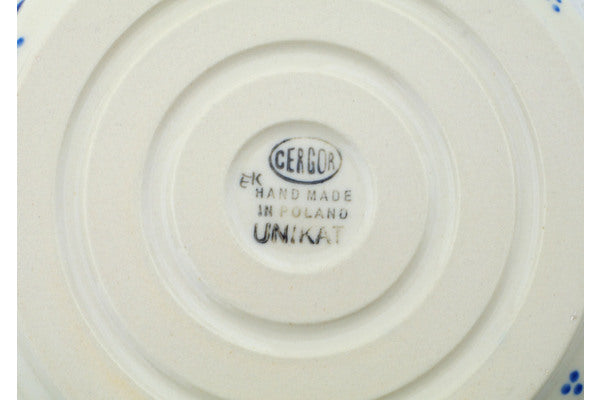 CERGOR
EK
HAND MADE
IN POLAND
UNIKAT